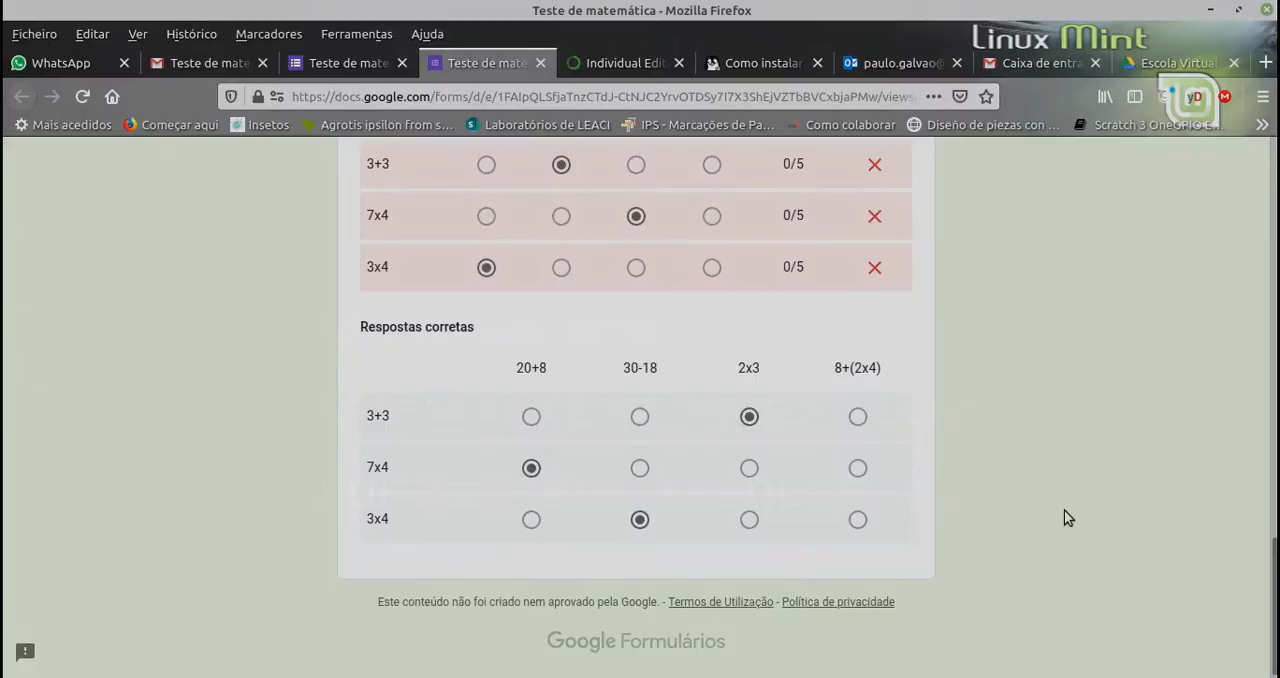 Teste de matemática - Mozilla Firefox
Ficheiro Editar Ver Histórico Marcadores Ferramentas Ajuda
Linux Mint
WhatsApp Teste de mate Teste de mate Teste de mate Individual Edit Como instalar paulo.galvao@ Caixa de entra Escola Virtual
https://docs.google.com/forms/d/e/1FAIpQLSfjaTnzCTdJ-CtNJC2YrvOTDSy7I7X3ShEjVZTbBVCxbjaPMw/views
Mais acedidos Começar aqui Insetos Agrotis ipsilon from s... Laboratórios de LEACI IPS - Marcações de Pa... Como colaborar Diseño de piezas con ... Scratch 3 OneGPIO E...
3+3 0/5
7x4 0/5
3x4 0/5
Respostas corretas
20+8 30-18 2x3 8+(2x4)
3+3
7x4
3x4
Este conteúdo não foi criado nem aprovado pela Google. - Termos de Utilização - Política de privacidade
Google Formulários